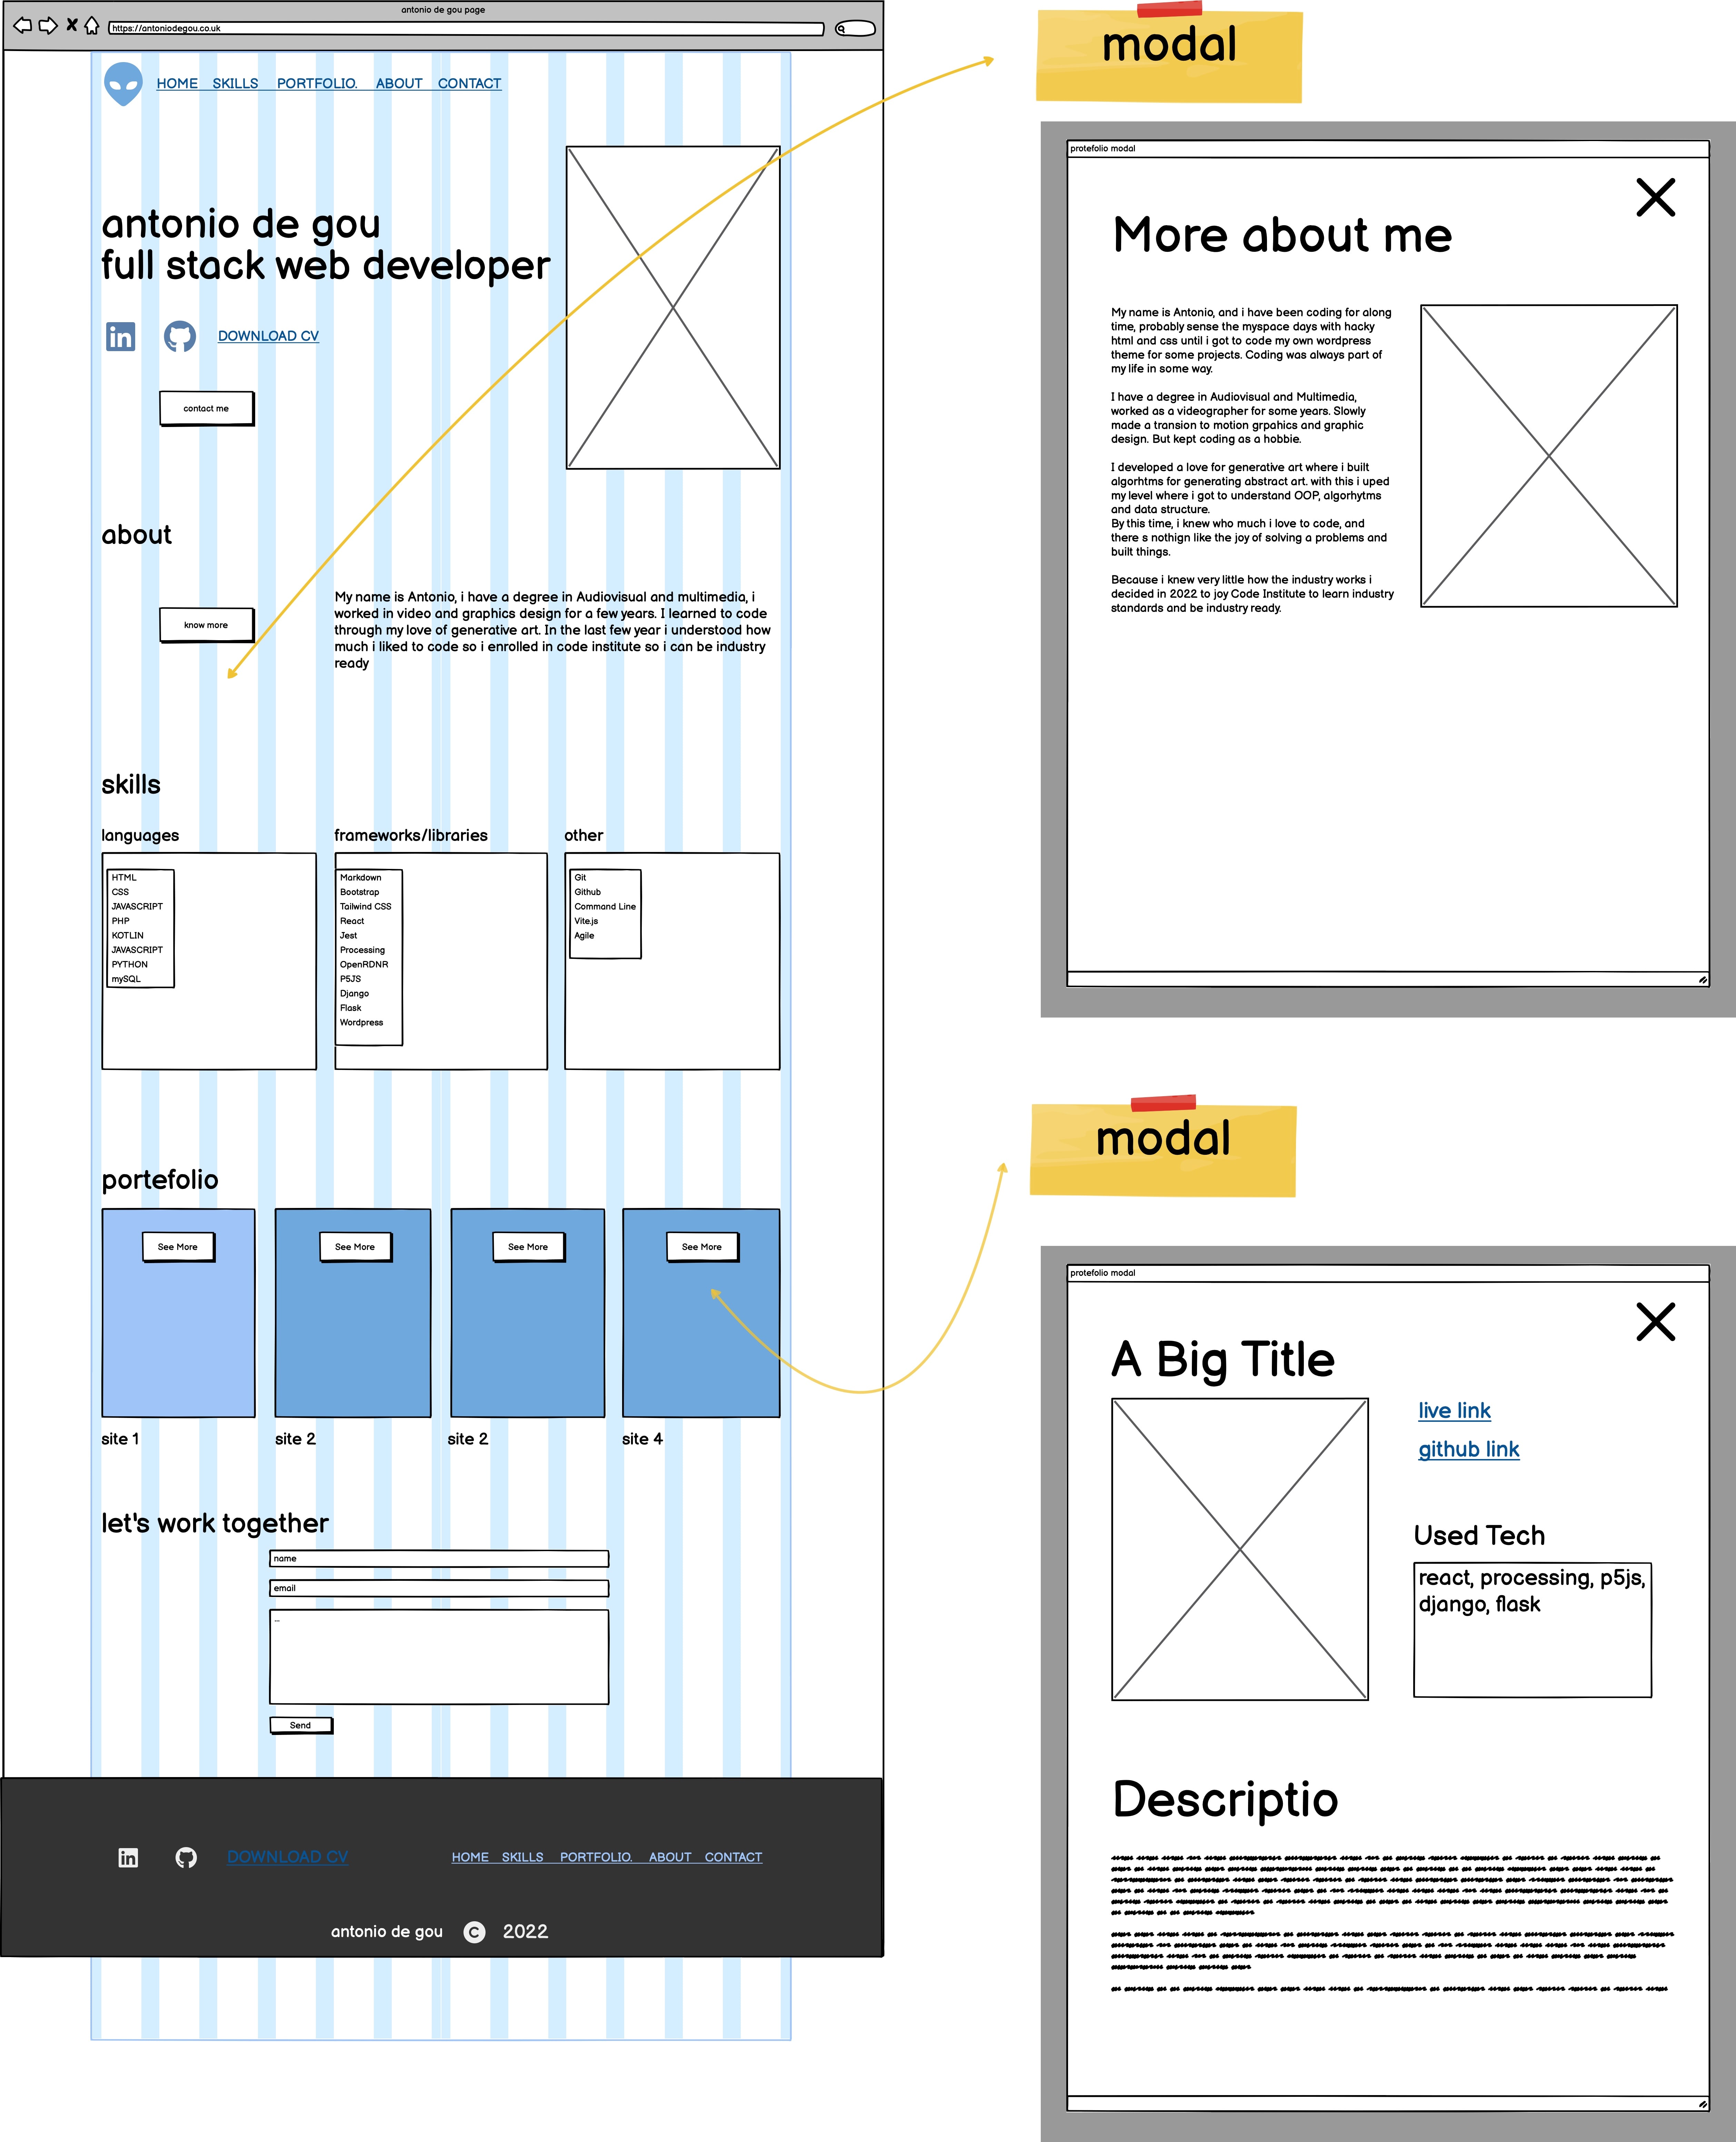 antonio de gou page
https://antoniodegou.co.uk
HOME SKILLS PORTFOLIO. ABOUT CONTACT
antonio de gou
full stack web developer
in DOWNLOAD CV
contact me
about
know more
My name is Antonio, i have a degree in Audiovisual and multimedia, i
worked in video and graphics design for a few years. I learned to code
through my love of generative art. In the last few year i understood how
much i liked to code so i enrolled in code institute so i can be industry
ready
skills
languages
HTML
CSS
JAVASCRIPT
PHP
KOTLIN
JAVASCRIPT
PYTHON
mySQL
frameworks/libraries
Markdown
Bootstrap
Tailwind CSS
React
Jest
Processing
OpenRDNR
P5JS
Django
Flask
Wordpress
other
Git
Github
Command Line
Vite.js
Agile
portefolio
See More
See More
See More
See More
site 1
site 2
site 2
site 4
let's work together
name
email
...
Send
in DOWNLOAD CV
HOME SKILLS PORTFOLIO. ABOUT CONTACT
antonio de gou © 2022
modal
protefolio modal
More about me
My name is Antonio, and i have been coding for along
time, probably sense the myspace days with hacky
html and css until i got to code my own wordpress
theme for some projects. Coding was always part of
my life in some way.
I have a degree in Audiovisual and Multimedia,
worked as a videographer for some years. Slowly
made a transion to motion grpahics and graphic
design. But kept coding as a hobbie.
I developed a love for generative art where i built
algorhtms for generating abstract art. with this i uped
my level where i got to understand OOP, algorhytms
and data structure.
By this time, i knew who much i love to code, and
there s nothign like the joy of solving a problems and
built things.
Because i knew very little how the industry works i
decided in 2022 to joy Code Institute to learn industry
standards and be industry ready.
modal
protefolio modal
A Big Title
live link
github link
Used Tech
react, processing, p5js,
django, flask
Descriptio